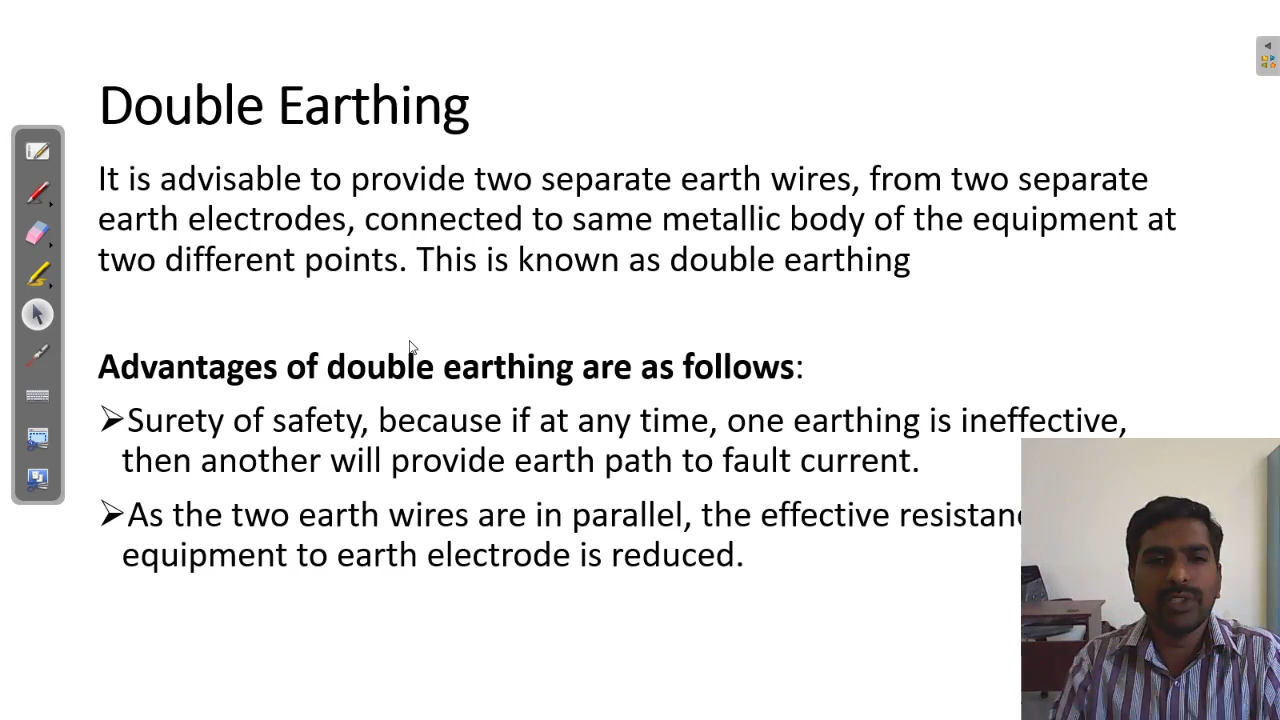 Double Earthing
It is advisable to provide two separate earth wires, from two separate
earth electrodes, connected to same metallic body of the equipment at
two different points. This is known as double earthing
Advantages of double earthing are as follows:
➢Surety of safety, because if at any time, one earthing is ineffective,
then another will provide earth path to fault current.
➢As the two earth wires are in parallel, the effective
equipment to earth electrode is reduced.